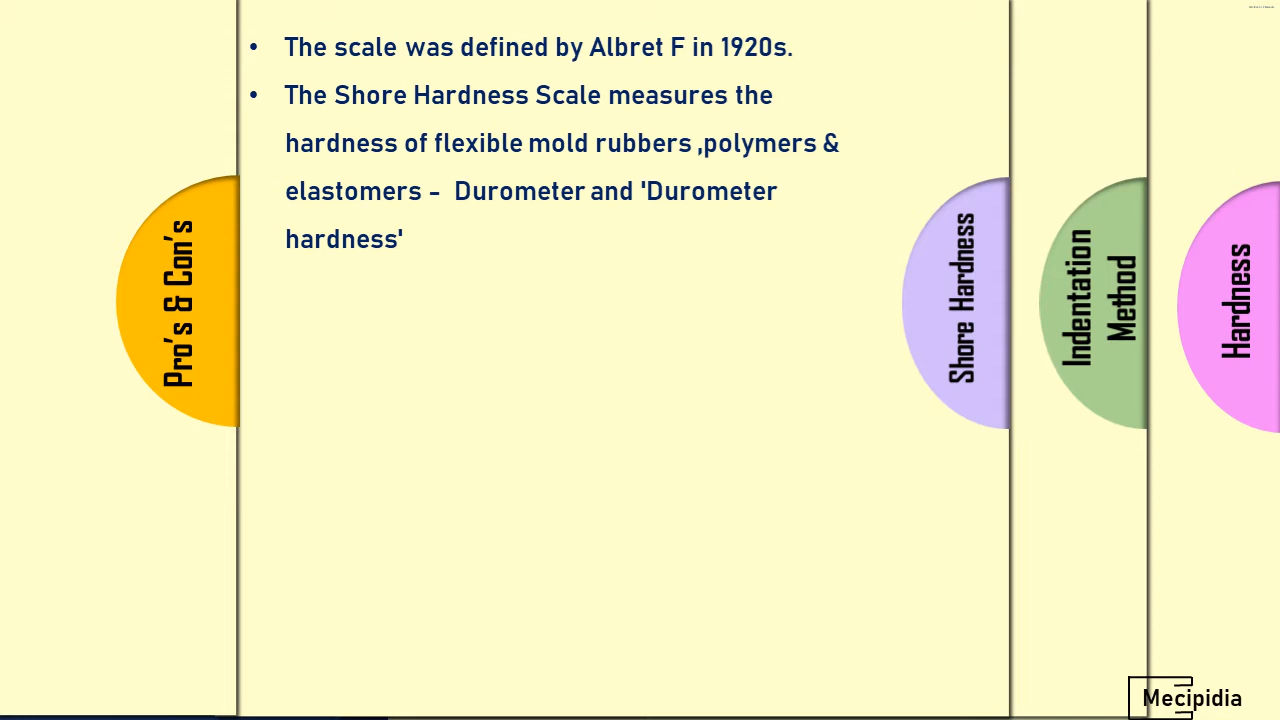 • The scale was defined by Albret F in 1920s.
• The Shore Hardness Scale measures the
hardness of flexible mold rubbers ,polymers &
elastomers - Durometer and 'Durometer
hardness'
Pro's & Con's
Shore Hardness
Indentation
Method
Hardness
Mecipidia